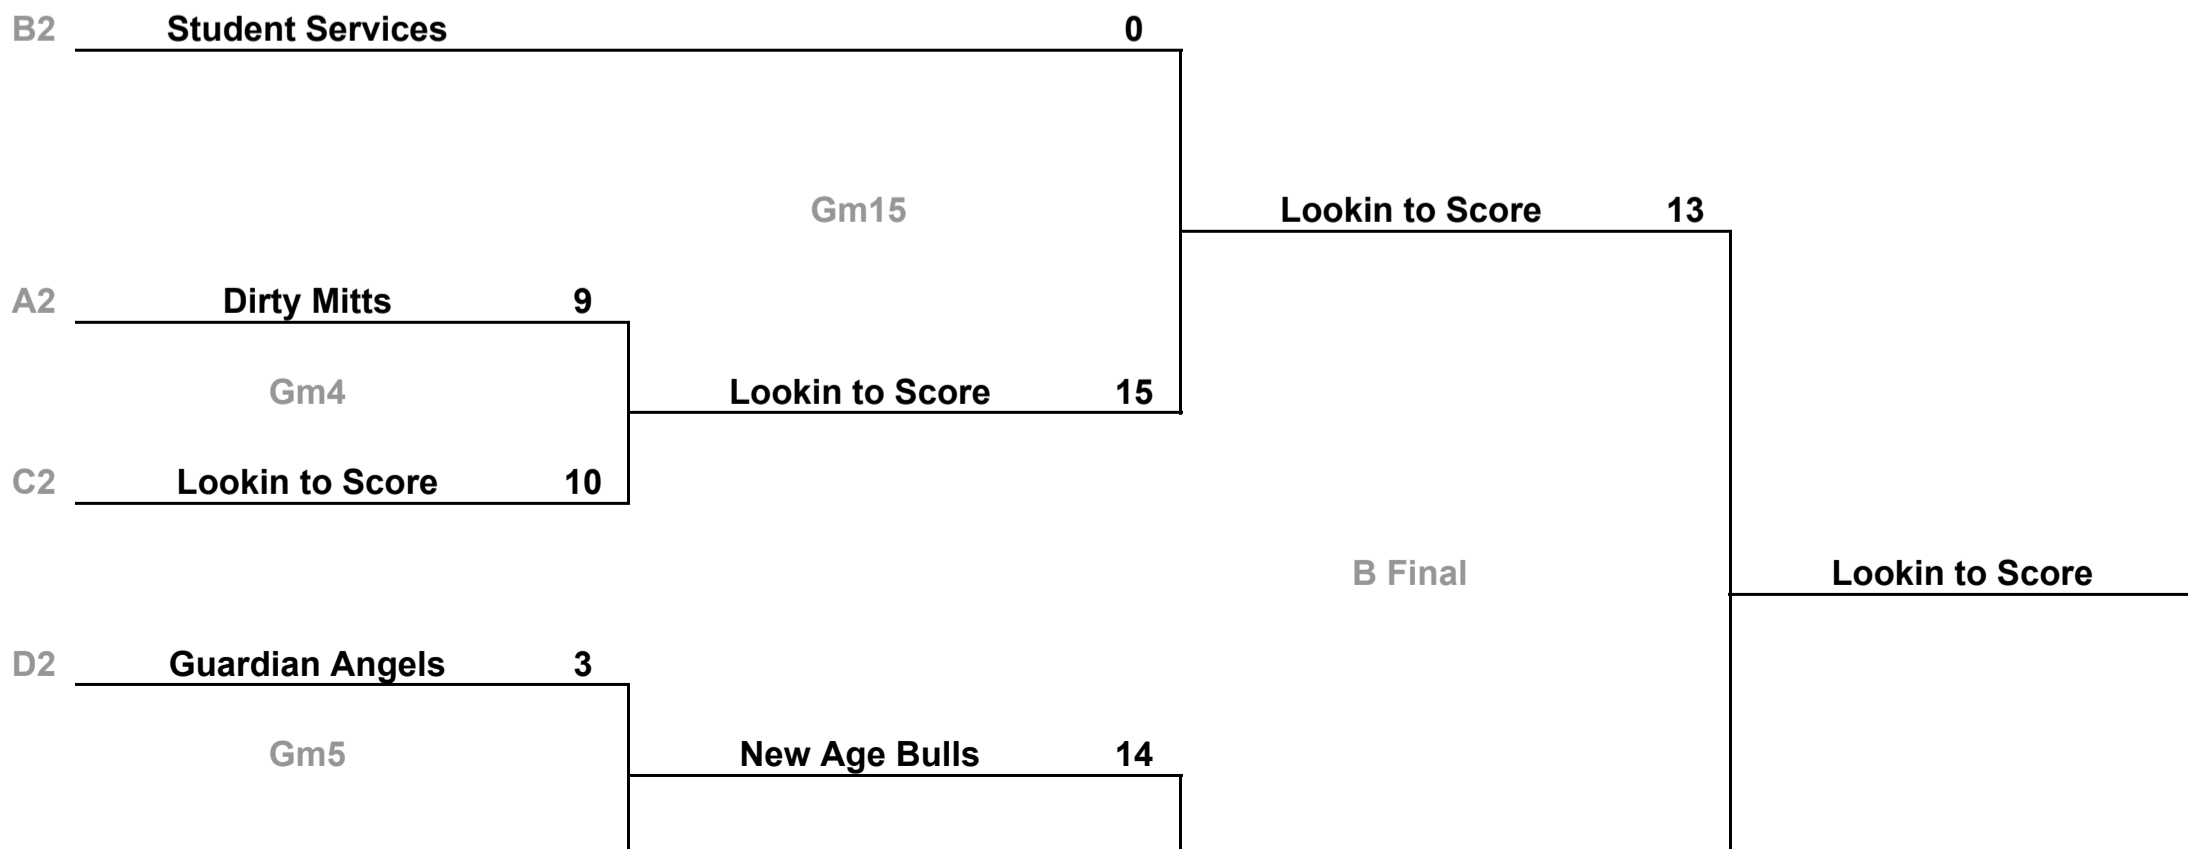 B2 Student Services 0
Gm15 Lookin to Score 13
A2 Dirty Mitts 9
Gm4 Lookin to Score 15
C2 Lookin to Score 10
B Final Lookin to Score
D2 Guardian Angels 3
Gm5 New Age Bulls 14